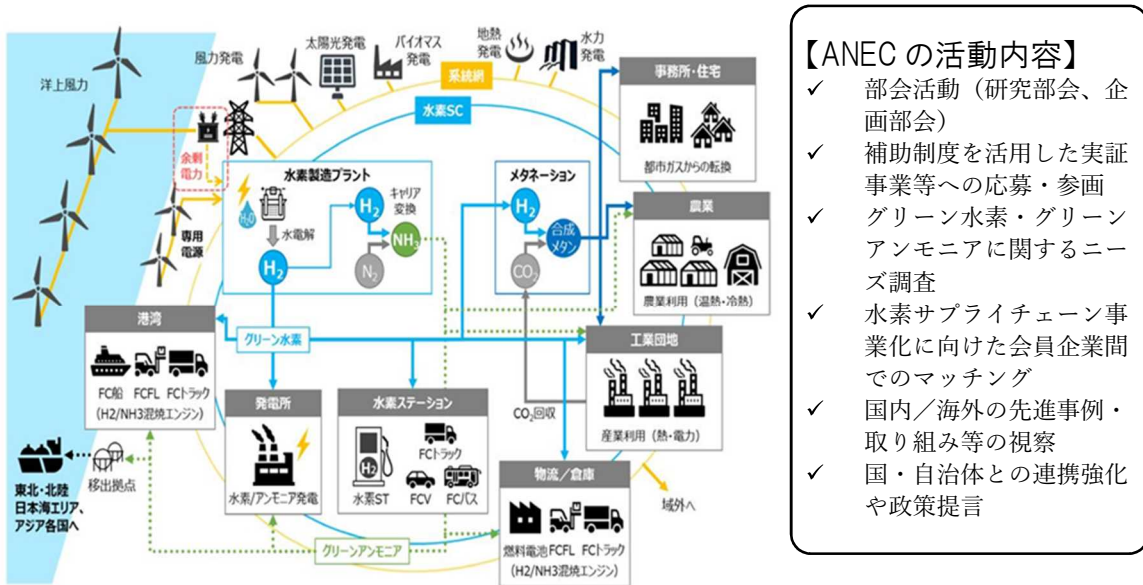 洋上風力
風力発電
太陽光発電
バイオマス
発電
地熱
発電
水力
発電
系統網
水素SC
余剰
電力
専用
電源
水素製造プラント
H₂O
水電解
H₂
H₂
キャリア
変換
N₂
NH₃
メタネーション
H₂
CO₂
合成
メタン
事務所・住宅
都市ガスからの転換
農業
農業利用（温熱・冷熱）
工業団地
産業利用（熱・電力）
CO₂回収
港湾
FC船
FCFL
FCトラック
（H2/NH3混焼エンジン）
グリーン水素
発電所
水素/アンモニア発電
水素ステーション
H₂
FCトラック
水素ST
FCV
FCバス
物流／倉庫
燃料電池
FCFL
FCトラック
（H2/NH3混焼エンジン）
域外へ
移出拠点
東北・北陸
日本海エリア、
アジア各国へ
グリーンアンモニア
【ANECの活動内容】
✓ 部会活動（研究部会、企
画部会）
✓ 補助制度を活用した実証
事業等への応募・参画
✓ グリーン水素・グリーン
アンモニアに関するニー
ズ調査
✓ 水素サプライチェーン事
業化に向けた会員企業間
でのマッチング
✓ 国内／海外の先進事例・
取り組み等の視察
✓ 国・自治体との連携強化
や政策提言